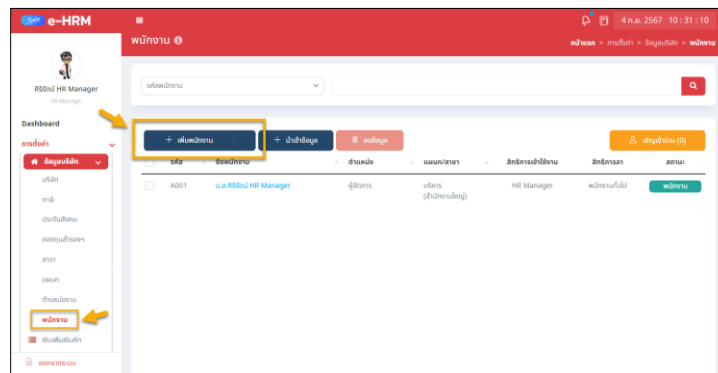 e-HRM
4 ก.ย. 2567 10 : 31 : 10
พนักงาน
หน้าแรก > การตั้งค่า > ข้อมูลบริษัท > พนักงาน
ศิริรัตน์ HR Manager
HR Manager
รหัสพนักงาน
Dashboard
การตั้งค่า
+ เพิ่มพนักงาน
+ นำเข้าข้อมูล
ลบข้อมูล
เชิญเข้าร่วม [0]
ข้อมูลบริษัท
รหัส ชื่อพนักงาน ตำแหน่ง แผนก/สาขา สิทธิการเข้าใช้งาน สิทธิการลา สถานะ
A001 น.ส.ศิริรัตน์ HR Manager ผู้จัดการ บริหาร HR Manager พนักงานทั่วไป พนักงาน
(สำนักงานใหญ่)
บริษัท
ภาษี
ประกันสังคม
กองทุนสำรองฯ
สาขา
แผนก
ตำแหน่งงาน
พนักงาน
เงินเพิ่มเงินหัก
ออกจากระบบ